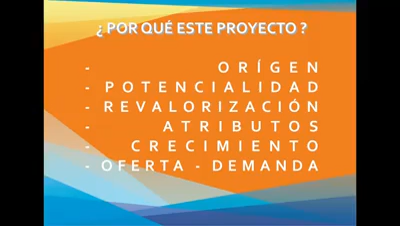 ¿ POR QUÉ ESTE PROYECTO ?
- ORÍGEN
- POTENCIALIDAD
- REVALORIZACIÓN
- ATRIBUTOS
- CRECIMIENTO
- OFERTA - DEMANDA